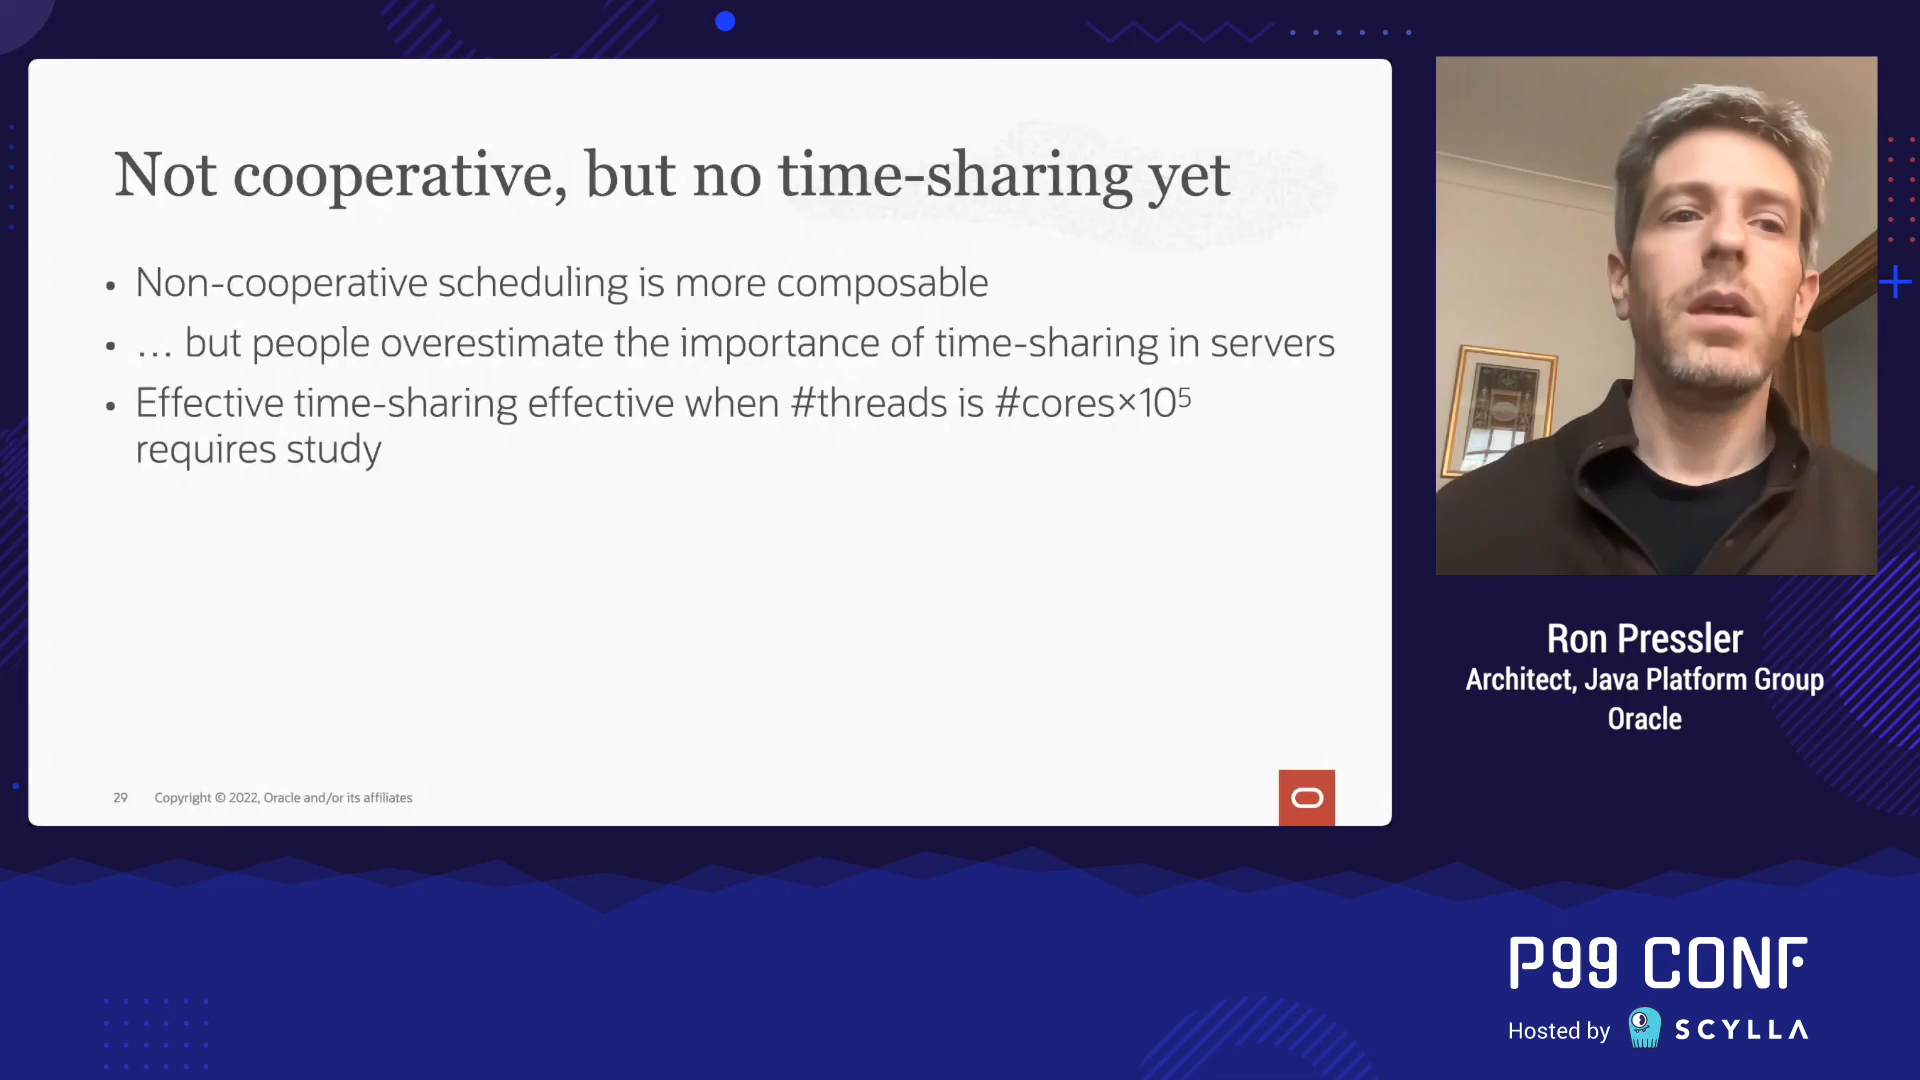 Not cooperative, but no time-sharing yet
• Non-cooperative scheduling is more composable
• … but people overestimate the importance of time-sharing in servers
• Effective time-sharing effective when #threads is #cores×10⁵
requires study
29 Copyright © 2022, Oracle and/or its affiliates
Ron Pressler
Architect, Java Platform Group
Oracle
P99 CONF
Hosted by SCYLLA